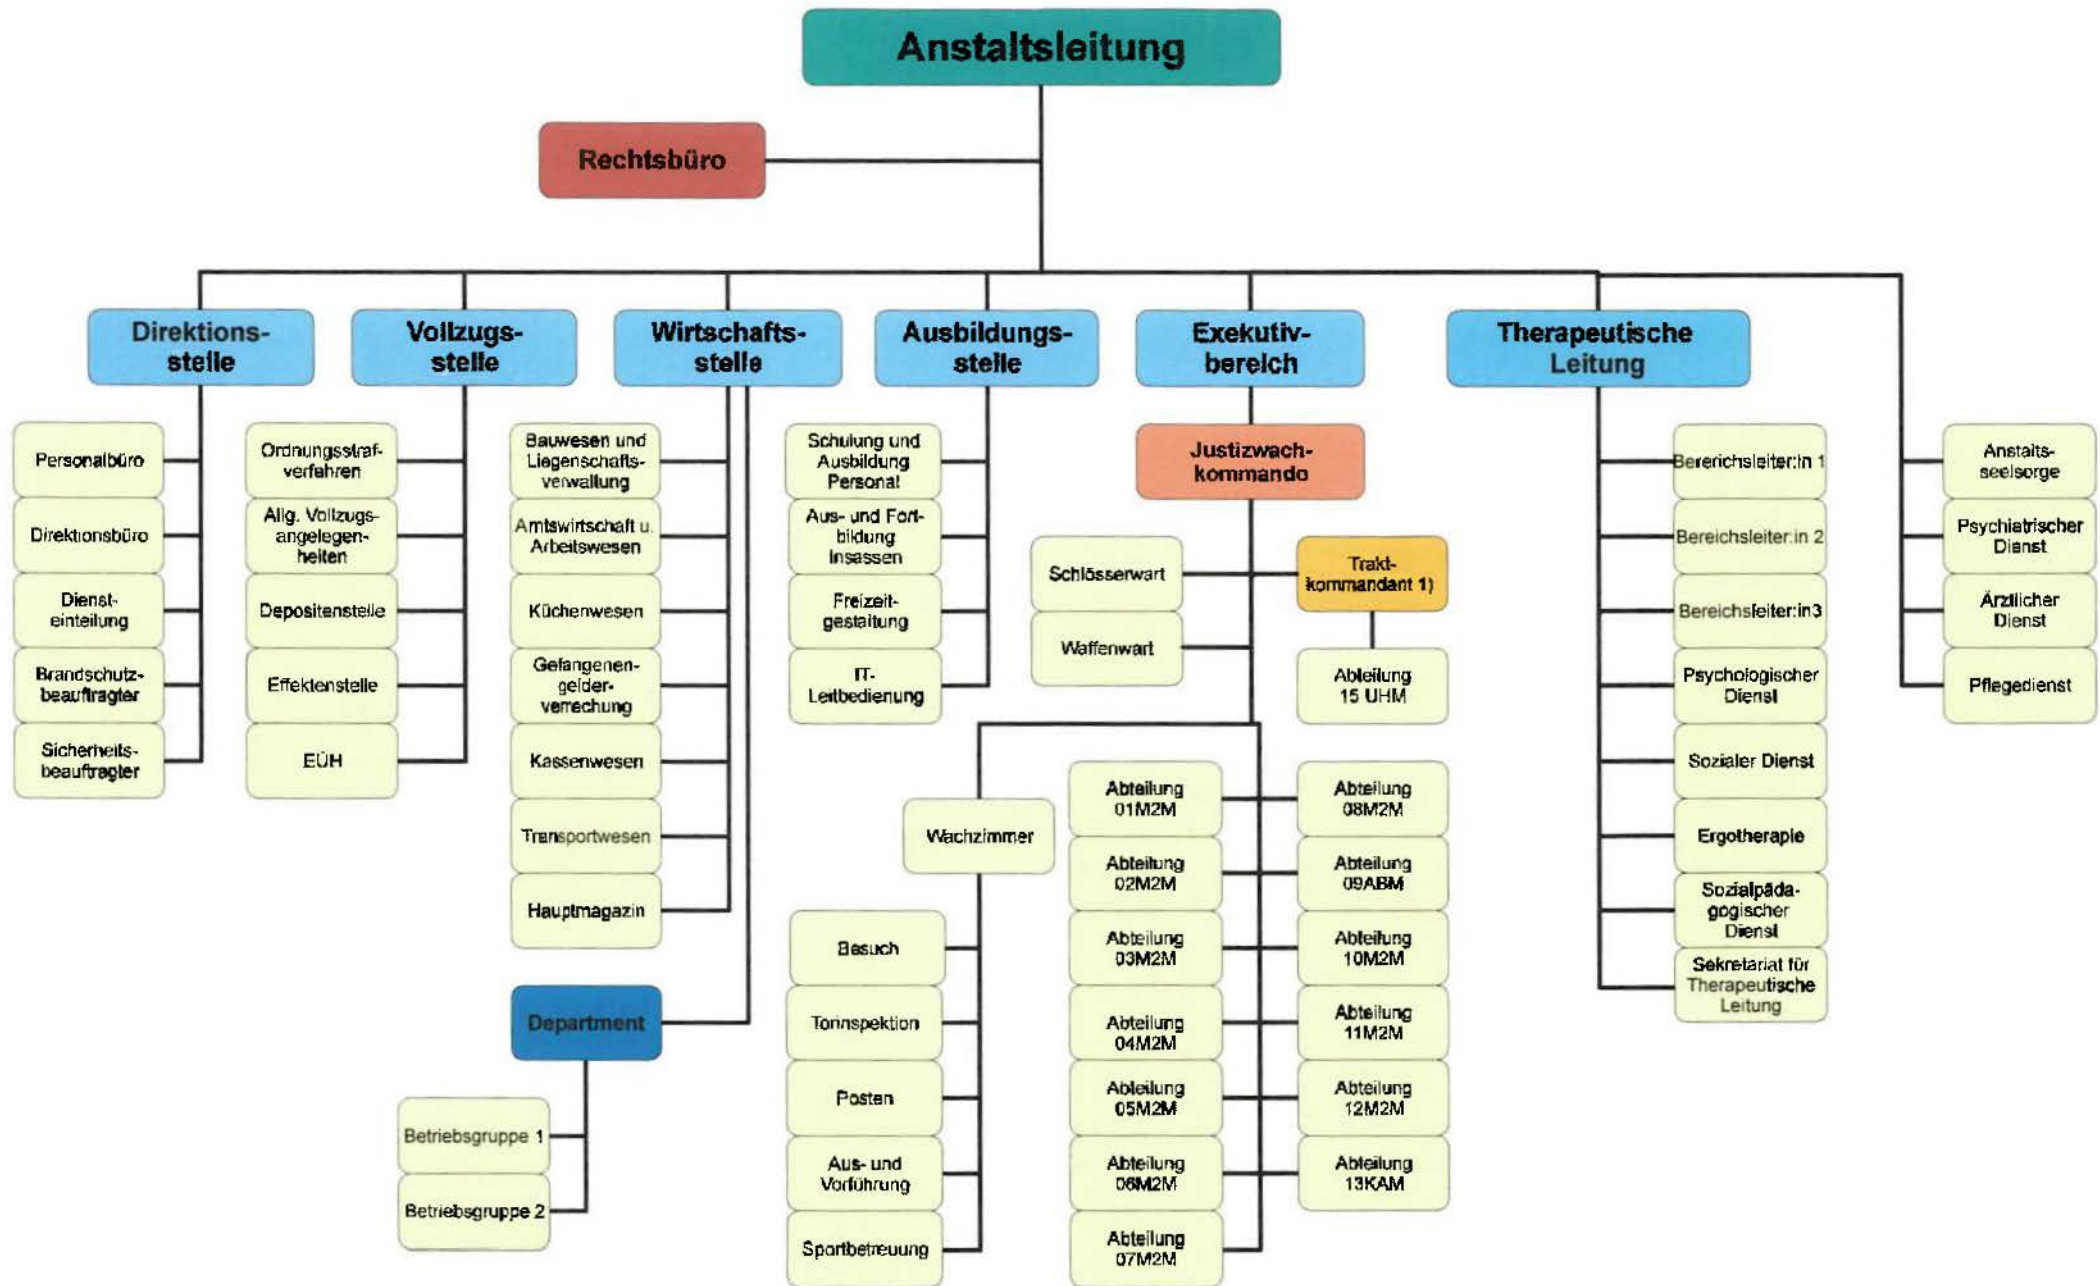 Anstaltsleitung
Rechtsbüro
Direktions-
stelle
Personalbüro
Direktionsbüro
Dienst-
einteilung
Brandschutz-
beauftragter
Sicherheits-
beauftragter
Vollzugs-
stelle
Ordnungsstraf-
verfahren
Allg. Vollzugs-
angelegen-
heiten
Depositenstelle
Effektenstelle
EÜH
Wirtschafts-
stelle
Bauwesen und
Liegenschafts-
verwaltung
Amtswirtschaft u.
Arbeitswesen
Küchenwesen
Gefangenen-
gelder-
verrechung
Kassenwesen
Transportwesen
Hauptmagazin
Department
Betriebsgruppe 1
Betriebsgruppe 2
Ausbildungs-
stelle
Schulung und
Ausbildung
Personal
Aus- und Fort-
bildung
Insassen
Freizeit-
gestaltung
IT-
Leitbedienung
Exekutiv-
bereich
Justizwach-
kommando
Schlösserwart
Waffenwart
Trakt-
kommandant 1)
Abteilung
15 UHM
Wachzimmer
Besuch
Torinspektion
Posten
Aus- und
Vorführung
Sportbetreuung
Abteilung
01M2M
Abteilung
02M2M
Abteilung
03M2M
Abteilung
04M2M
Abteilung
05M2M
Abteilung
06M2M
Abteilung
07M2M
Abteilung
08M2M
Abteilung
09ABM
Abteilung
10M2M
Abteilung
11M2M
Abteilung
12M2M
Abteilung
13KAM
Therapeutische
Leitung
Bererichsleiter:in 1
Bereichsleiter:in 2
Bereichsleiter:in3
Psychologischer
Dienst
Sozialer Dienst
Ergotherapie
Sozialpäda-
gogischer
Dienst
Sekretariat für
Therapeutische
Leitung
Anstalts-
seelsorge
Psychiatrischer
Dienst
Ärztlicher
Dienst
Pflegedienst